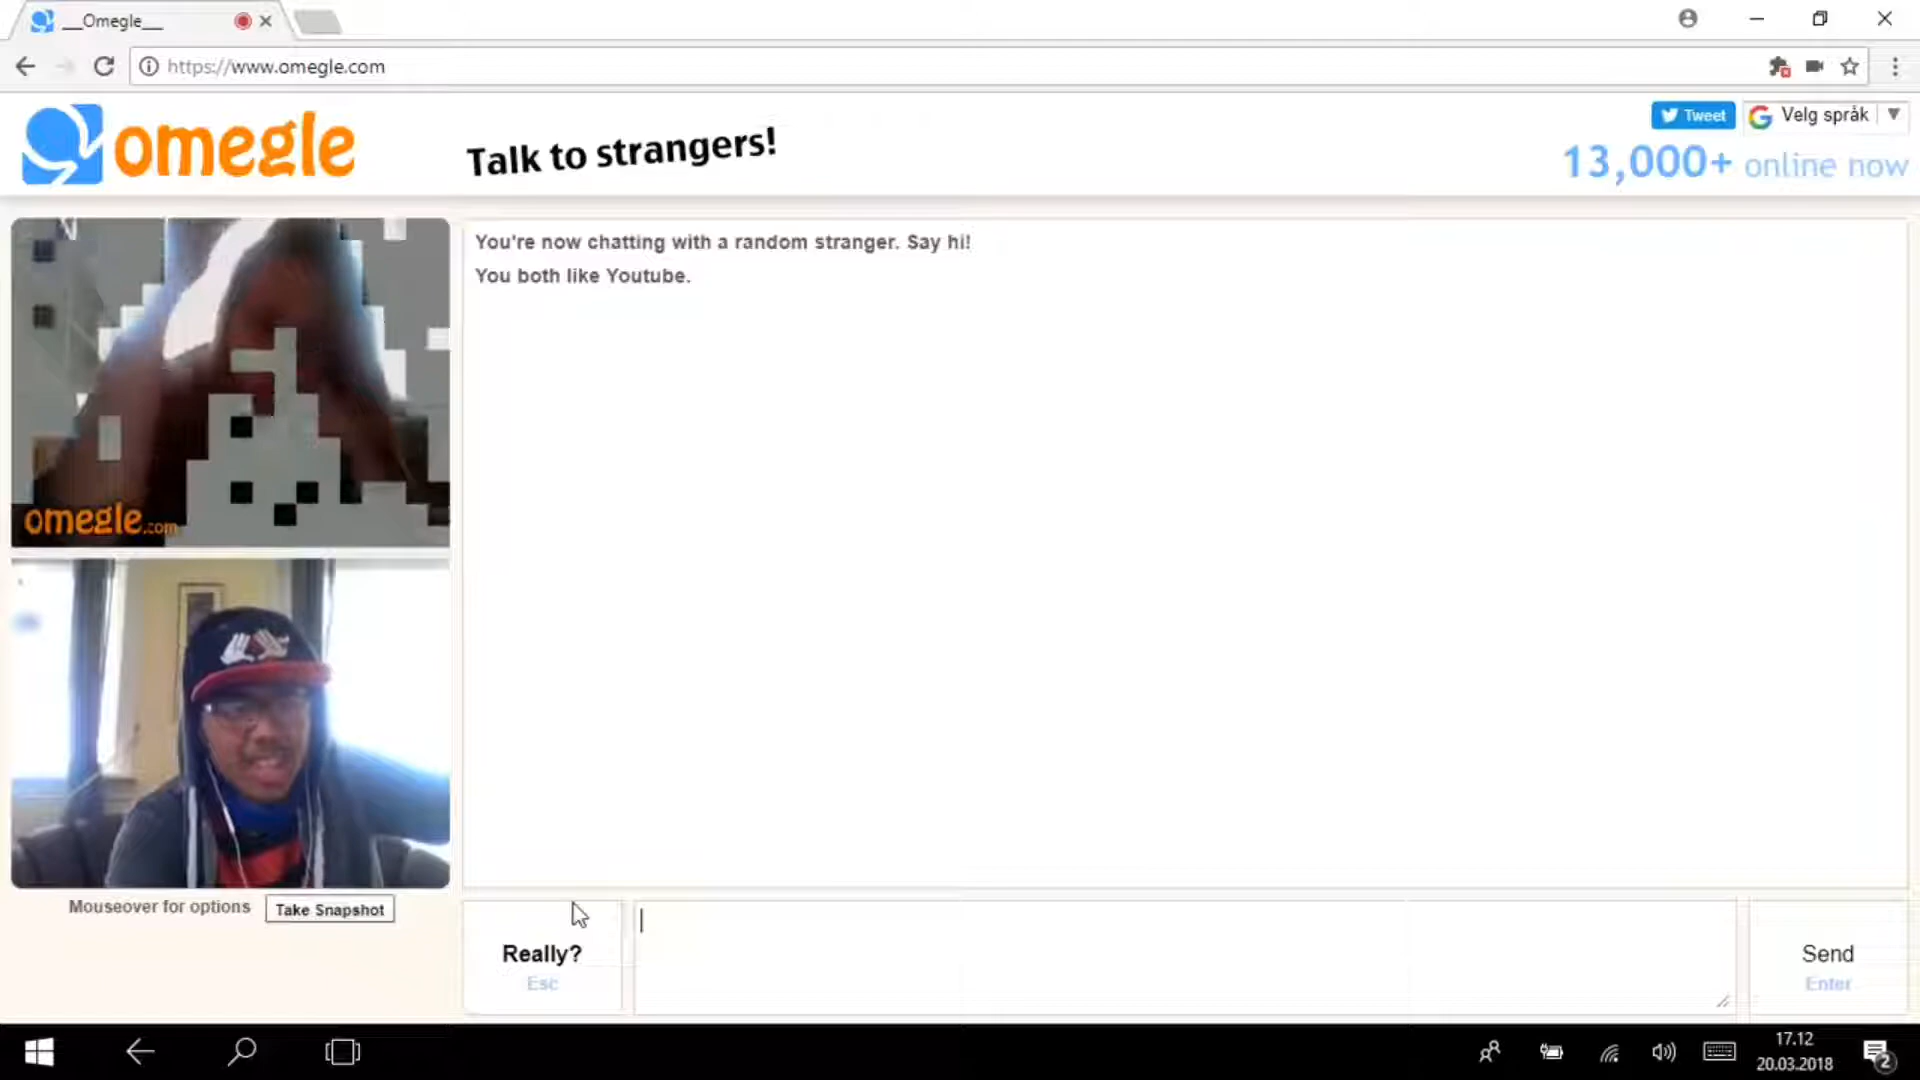 __Omegle__
https://www.omegle.com
omegle
Talk to strangers!
Tweet
Velg språk
13,000+ online now
You're now chatting with a random stranger. Say hi!
You both like Youtube.
omegle.com
Mouseover for options
Take Snapshot
Really?
Esc
Send
Enter
17.12
20.03.2018
2